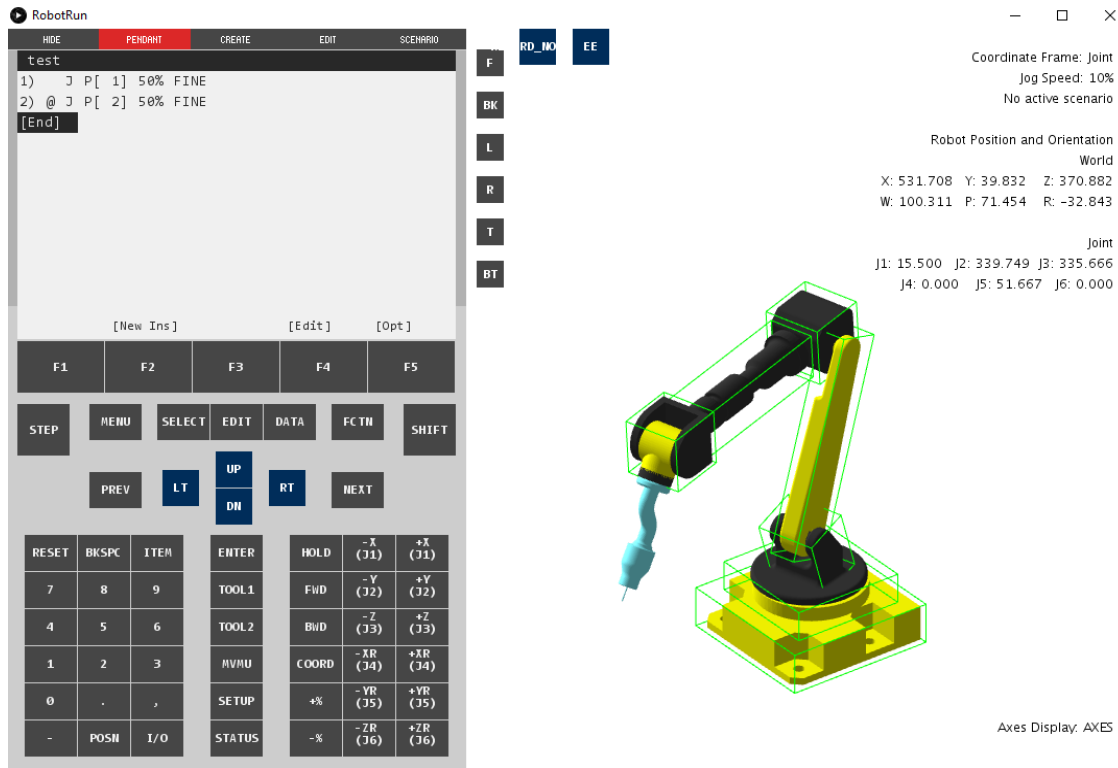 RobotRun
HIDE PENDANT CREATE EDIT SCENARIO
test
1) J P[ 1] 50% FINE
2) @ J P[ 2] 50% FINE
[End]
[New Ins] [Edit] [Opt]
F1 F2 F3 F4 F5
STEP MENU SELECT EDIT DATA FCTN SHIFT
PREV LT UP DN RT NEXT
RESET BKSPC ITEM ENTER HOLD -X (J1) +X (J1)
7 8 9 TOOL1 FWD -Y (J2) +Y (J2)
4 5 6 TOOL2 BWD -Z (J3) +Z (J3)
1 2 3 MVMU COORD -XR (J4) +XR (J4)
0 . , SETUP +% -YR (J5) +YR (J5)
- POSN I/O STATUS -% -ZR (J6) +ZR (J6)
F
BK
L
R
T
BT
RD_NO EE
Coordinate Frame: Joint
Jog Speed: 10%
No active scenario
Robot Position and Orientation
World
X: 531.708 Y: 39.832 Z: 370.882
W: 100.311 P: 71.454 R: -32.843
Joint
J1: 15.500 J2: 339.749 J3: 335.666
J4: 0.000 J5: 51.667 J6: 0.000
Axes Display: AXES